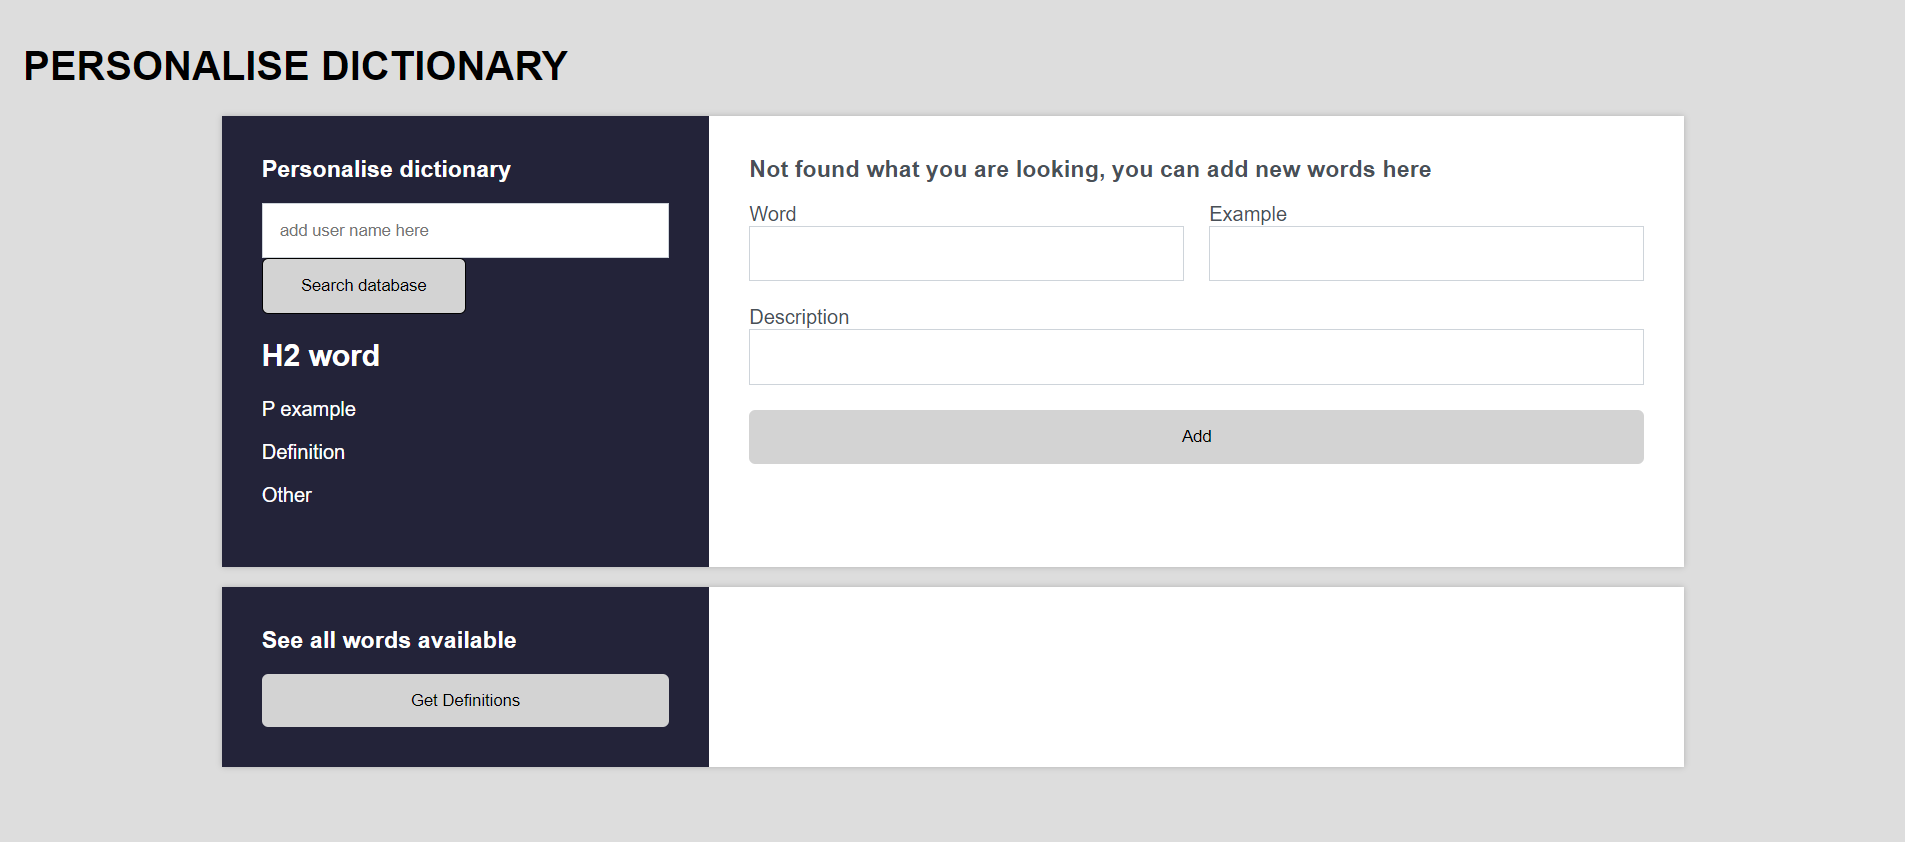 PERSONALISE DICTIONARY
Personalise dictionary
add user name here
Search database
H2 word
P example
Definition
Other
Not found what you are looking, you can add new words here
Word
Example
Description
Add
See all words available
Get Definitions